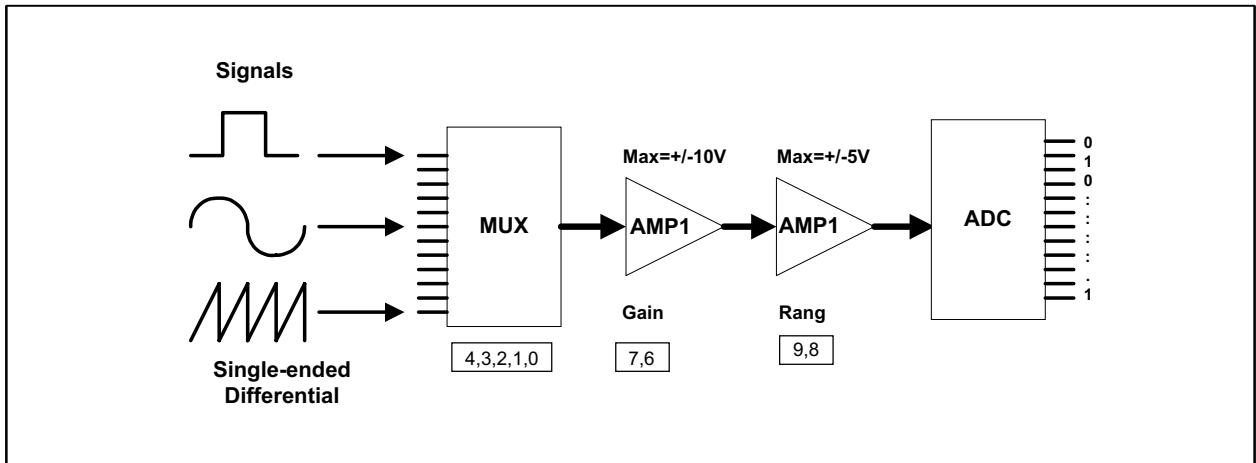 Signals
Single-ended
Differential
MUX
4,3,2,1,0
Max=+/-10V
AMP1
Gain
7,6
Max=+/-5V
AMP1
Rang
9,8
ADC
0
1
0
:
:
:
:
.
1